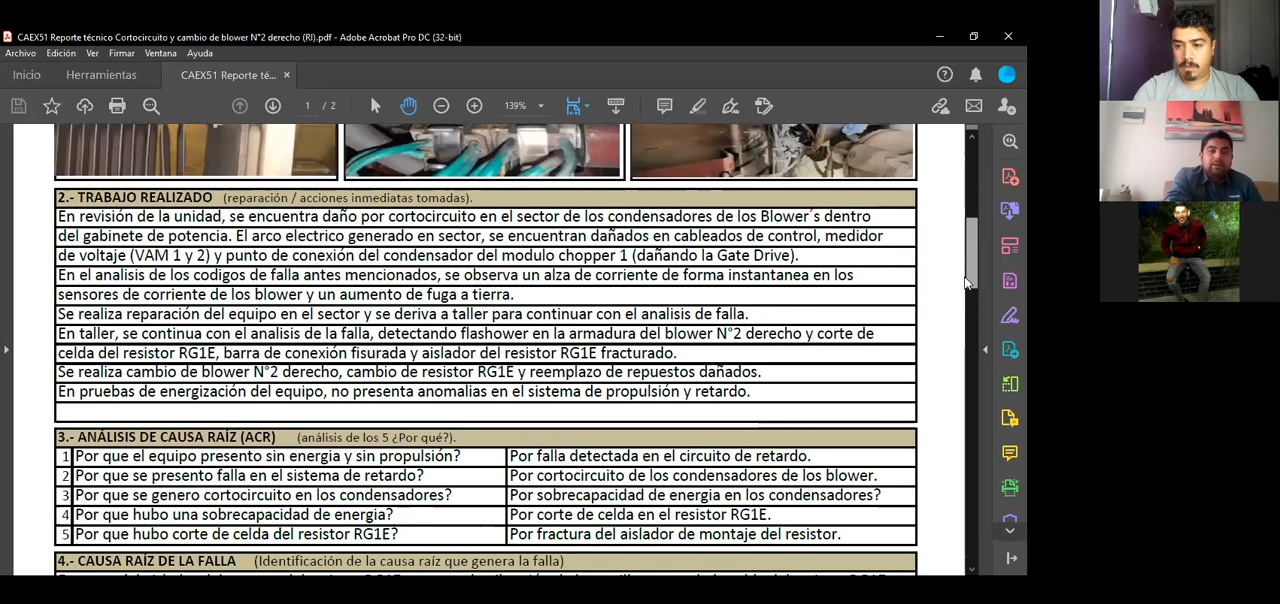 CAEX51 Reporte técnico Cortocircuito y cambio de blower N°2 derecho (RI).pdf - Adobe Acrobat Pro DC (32-bit)
Archivo Edición Ver Firmar Ventana Ayuda
Inicio Herramientas CAEX51 Reporte té... ×
1 / 2 139%
2.- TRABAJO REALIZADO (reparación / acciones inmediatas tomadas).
En revisión de la unidad, se encuentra daño por cortocircuito en el sector de los condensadores de los Blower´s dentro
del gabinete de potencia. El arco electrico generado en sector, se encuentran dañados en cableados de control, medidor
de voltaje (VAM 1 y 2) y punto de conexión del condensador del modulo chopper 1 (dañando la Gate Drive).
En el analisis de los codigos de falla antes mencionados, se observa un alza de corriente de forma instantanea en los
sensores de corriente de los blower y un aumento de fuga a tierra.
Se realiza reparación del equipo en el sector y se deriva a taller para continuar con el analisis de falla.
En taller, se continua con el analisis de la falla, detectando flashower en la armadura del blower N°2 derecho y corte de
celda del resistor RG1E, barra de conexión fisurada y aislador del resistor RG1E fracturado.
Se realiza cambio de blower N°2 derecho, cambio de resistor RG1E y reemplazo de repuestos dañados.
En pruebas de energización del equipo, no presenta anomalias en el sistema de propulsión y retardo.
3.- ANÁLISIS DE CAUSA RAÍZ (ACR) (análisis de los 5 ¿Por qué?).
1 Por que el equipo presento sin energia y sin propulsión? Por falla detectada en el circuito de retardo.
2 Por que se presento falla en el sistema de retardo? Por cortocircuito de los condensadores de los blower.
3 Por que se genero cortocircuito en los condensadores? Por sobrecapacidad de energia en los condensadores?
4 Por que hubo una sobrecapacidad de energia? Por corte de celda en el resistor RG1E.
5 Por que hubo corte de celda del resistor RG1E? Por fractura del aislador de montaje del resistor.
4.- CAUSA RAÍZ DE LA FALLA (Identificación de la causa raíz que genera la falla)